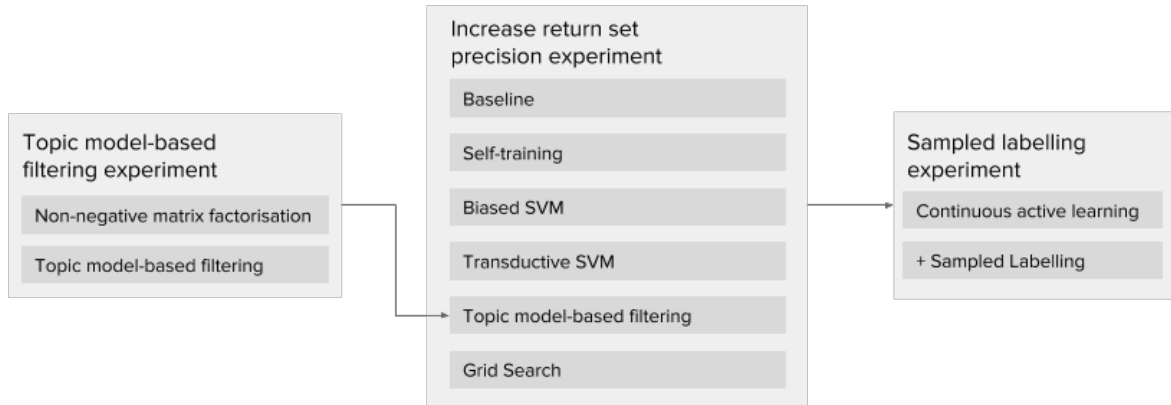 Topic model-based
filtering experiment
Non-negative matrix factorisation
Topic model-based filtering
Increase return set
precision experiment
Baseline
Self-training
Biased SVM
Transductive SVM
Topic model-based filtering
Grid Search
Sampled labelling
experiment
Continuous active learning
+ Sampled Labelling